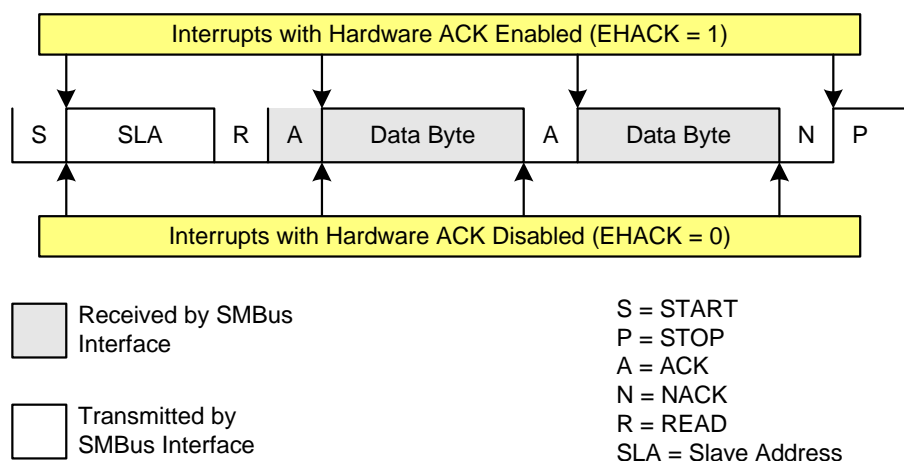 Interrupts with Hardware ACK Enabled (EHACK = 1)
S SLA R A Data Byte A Data Byte N P
Interrupts with Hardware ACK Disabled (EHACK = 0)
Received by SMBus
Interface
Transmitted by
SMBus Interface
S = START
P = STOP
A = ACK
N = NACK
R = READ
SLA = Slave Address